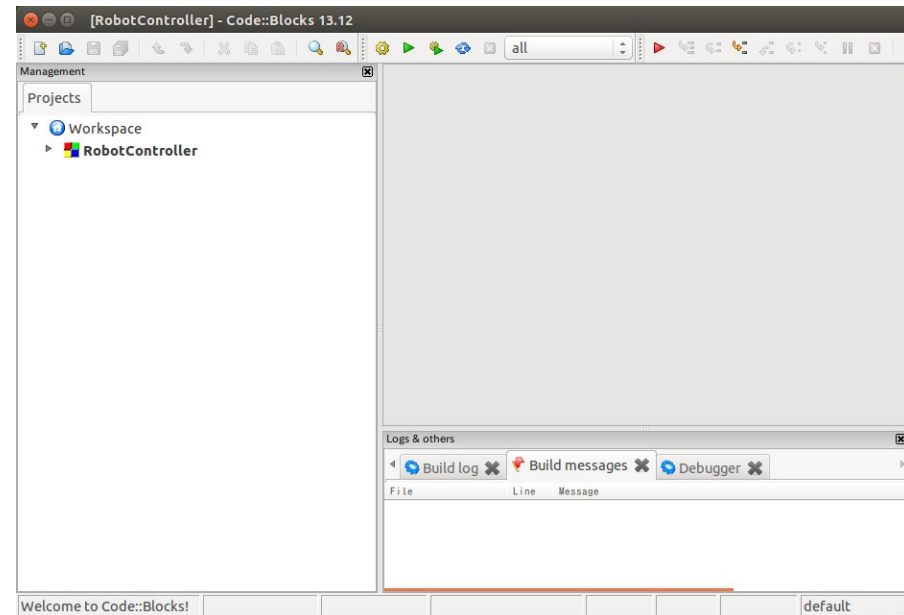 [RobotController] - Code::Blocks 13.12
all
Management
Projects
Workspace
RobotController
Logs & others
Build log
Build messages
Debugger
File Line Message
Welcome to Code::Blocks!
default